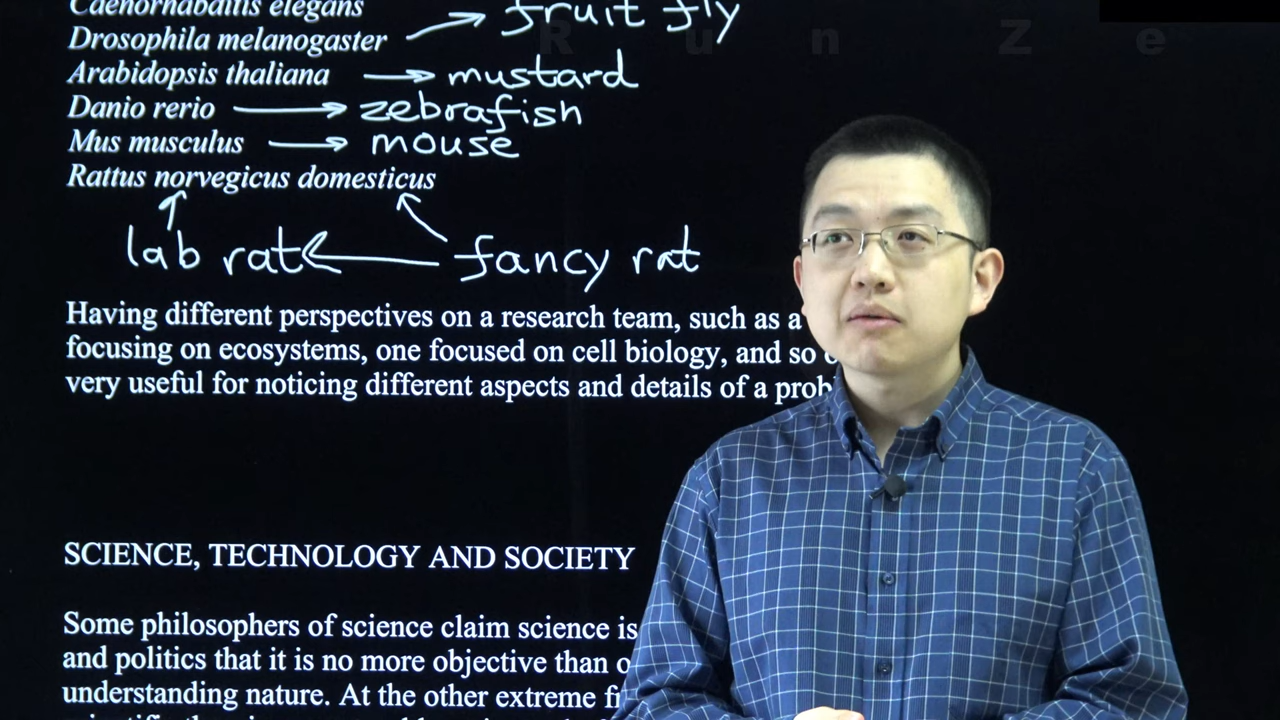 Caenorhabditis elegans
Drosophila melanogaster → fruit fly
R u n Z e
Arabidopsis thaliana → mustard
Danio rerio → zebrafish
Mus musculus → mouse
Rattus norvegicus domesticus
lab rat ← fancy rat
Having different perspectives on a research team, such as a
focusing on ecosystems, one focused on cell biology, and so
very useful for noticing different aspects and details of a
SCIENCE, TECHNOLOGY AND SOCIETY
Some philosophers of science claim science is
and politics that it is no more objective than
understanding nature. At the other extreme